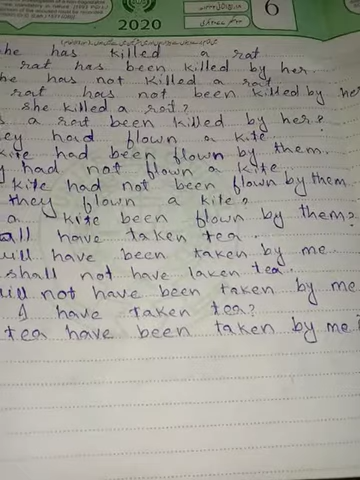 2020
6
he has killed a rat.
rat has been killed by her.
he has not killed a rat
rat has not been killed by her
she killed a rat?
a rat been killed by her?
ey had flown a kite
kite had been flown by them.
had not flown a kite
kite had not been flown by them
they flown a kite?
a kite been flown by them?
all have taken tea.
will have been taken by me
shall not have taken tea.
will not have been taken by me
I have taken tea?
tea have been taken by me?